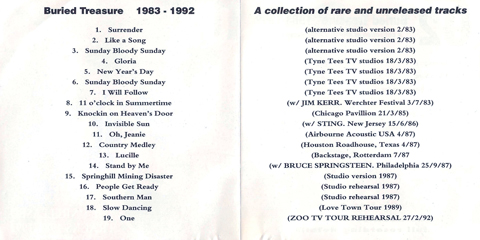 Buried Treasure 1983 - 1992
1. Surrender
2. Like a Song
3. Sunday Bloody Sunday
4. Gloria
5. New Year's Day
6. Sunday Bloody Sunday
7. I Will Follow
8. 11 o'clock in Summertime
9. Knockin on Heaven's Door
10. Invisible Sun
11. Oh, Jeanie
12. Country Medley
13. Lucille
14. Stand by Me
15. Springhill Mining Disaster
16. People Get Ready
17. Southern Man
18. Slow Dancing
19. One
A collection of rare and unreleased tracks
(alternative studio version 2/83)
(alternative studio version 2/83)
(alternative studio version 2/83)
(Tyne Tees TV studios 18/3/83)
(Tyne Tees TV studios 18/3/83)
(Tyne Tees TV studios 18/3/83)
(Tyne Tees TV studios 18/3/83)
(w/ JIM KERR. Werchter Festival 3/7/83)
(Chicago Pavillion 21/3/85)
(w/ STING. New Jersey 15/6/86)
(Airbourne Acoustic USA 4/87)
(Houston Roadhouse, Texas 4/87)
(Backstage, Rotterdam 7/87
(w/ BRUCE SPRINGSTEEN. Philadelphia 25/9/87)
(Studio version 1987)
(Studio rehearsal 1987)
(Studio rehearsal 1987)
(Love Town Tour 1989)
(ZOO TV TOUR REHEARSAL 27/2/92)